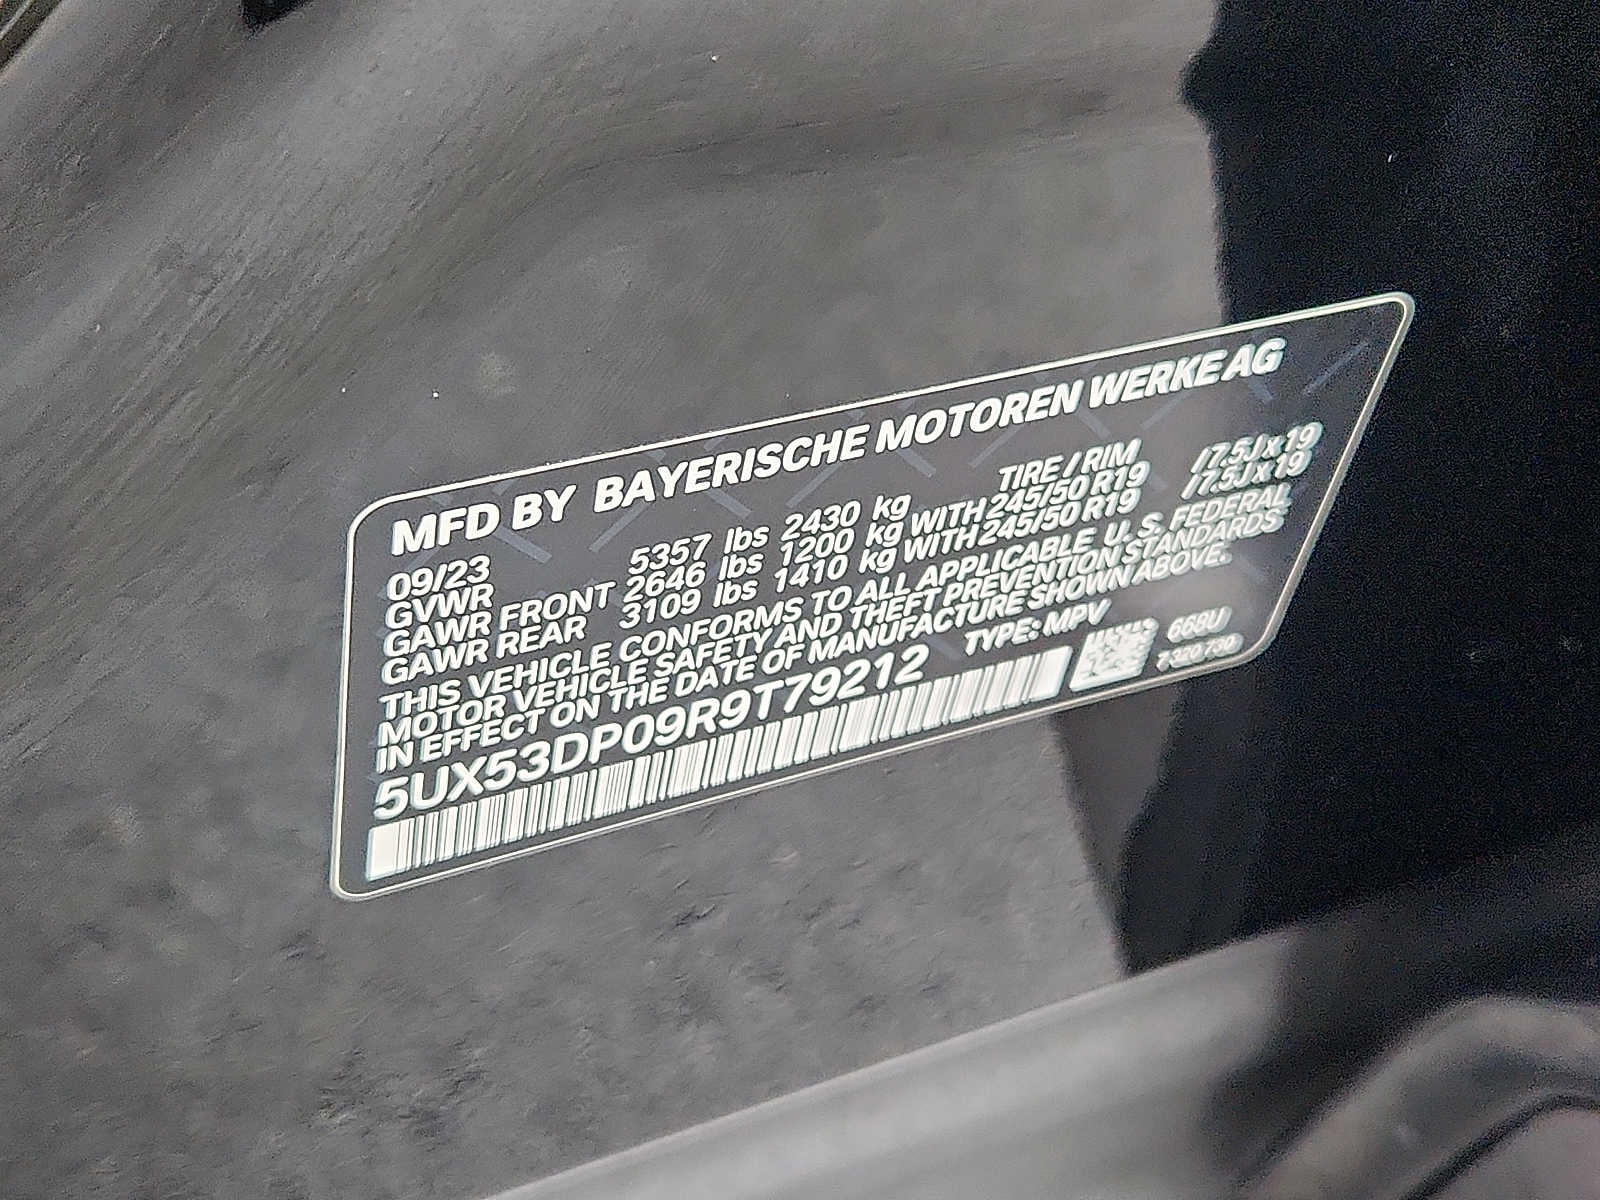 MFD BY BAYERISCHE MOTOREN WERKE AG
09/23 TIRE / RIM
GVWR 5357 lbs 2430 kg
GAWR FRONT 2646 lbs 1200 kg WITH 245/50 R19 /7.5J x 19
GAWR REAR 3109 lbs 1410 kg WITH 245/50 R19 /7.5J x 19
THIS VEHICLE CONFORMS TO ALL APPLICABLE U. S. FEDERAL
MOTOR VEHICLE SAFETY AND THEFT PREVENTION STANDARDS
IN EFFECT ON THE DATE OF MANUFACTURE SHOWN ABOVE.
5UX53DP09R9T79212 TYPE: MPV
668U
7 320 730